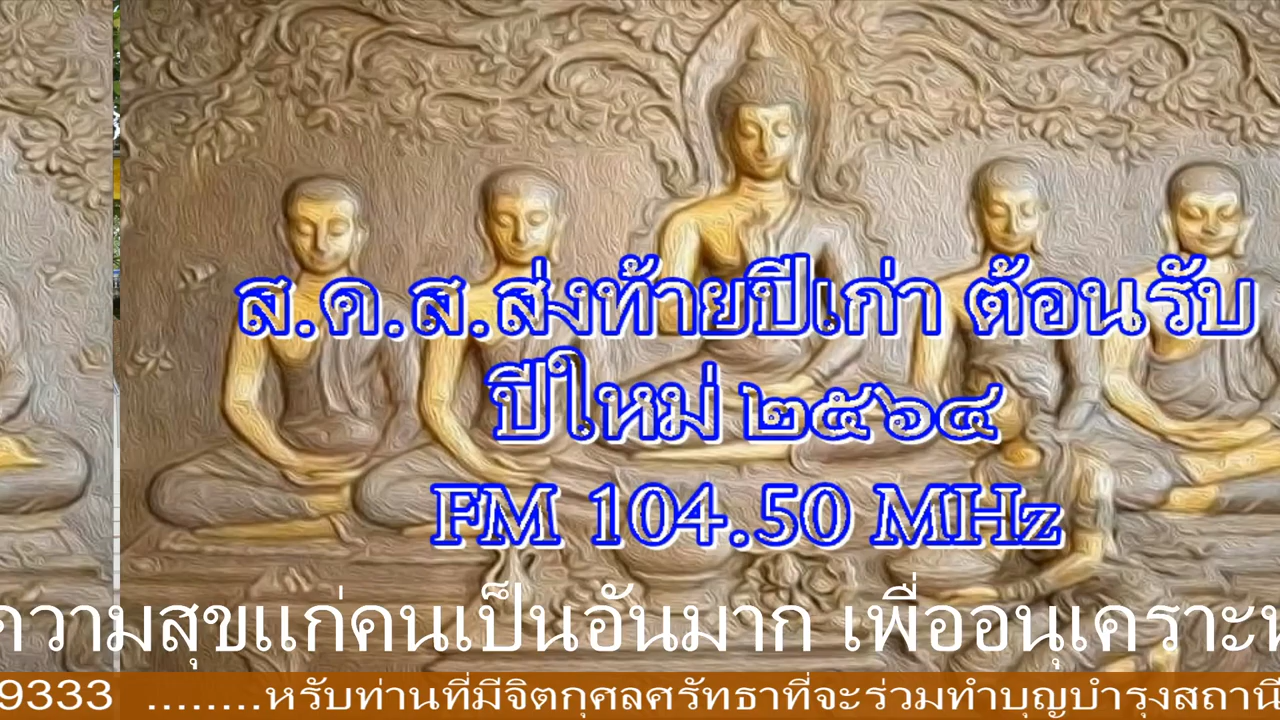 ส.ค.ส.ส่งท้ายปีเก่า ต้อนรับ
ปีใหม่ ๒๕๖๔
FM 104.50 MHz
ความสุขแก่คนเป็นอันมาก เพื่ออนุเคราะห
9333 ........หรับท่านที่มีจิตกุศลศรัทธาที่จะร่วมทำบุญบำรุงสถานี